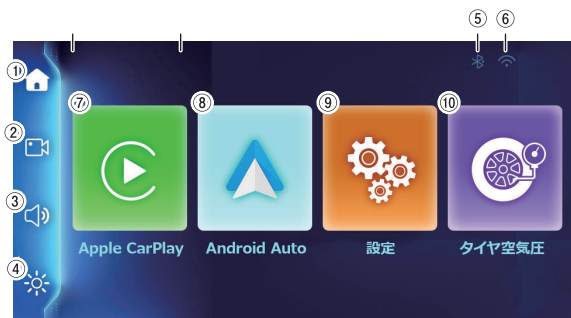 ⑤ ⑥
①
②
③
④
⑦ ⑧ ⑨ ⑩
Apple CarPlay
Android Auto
設定
タイヤ空気圧